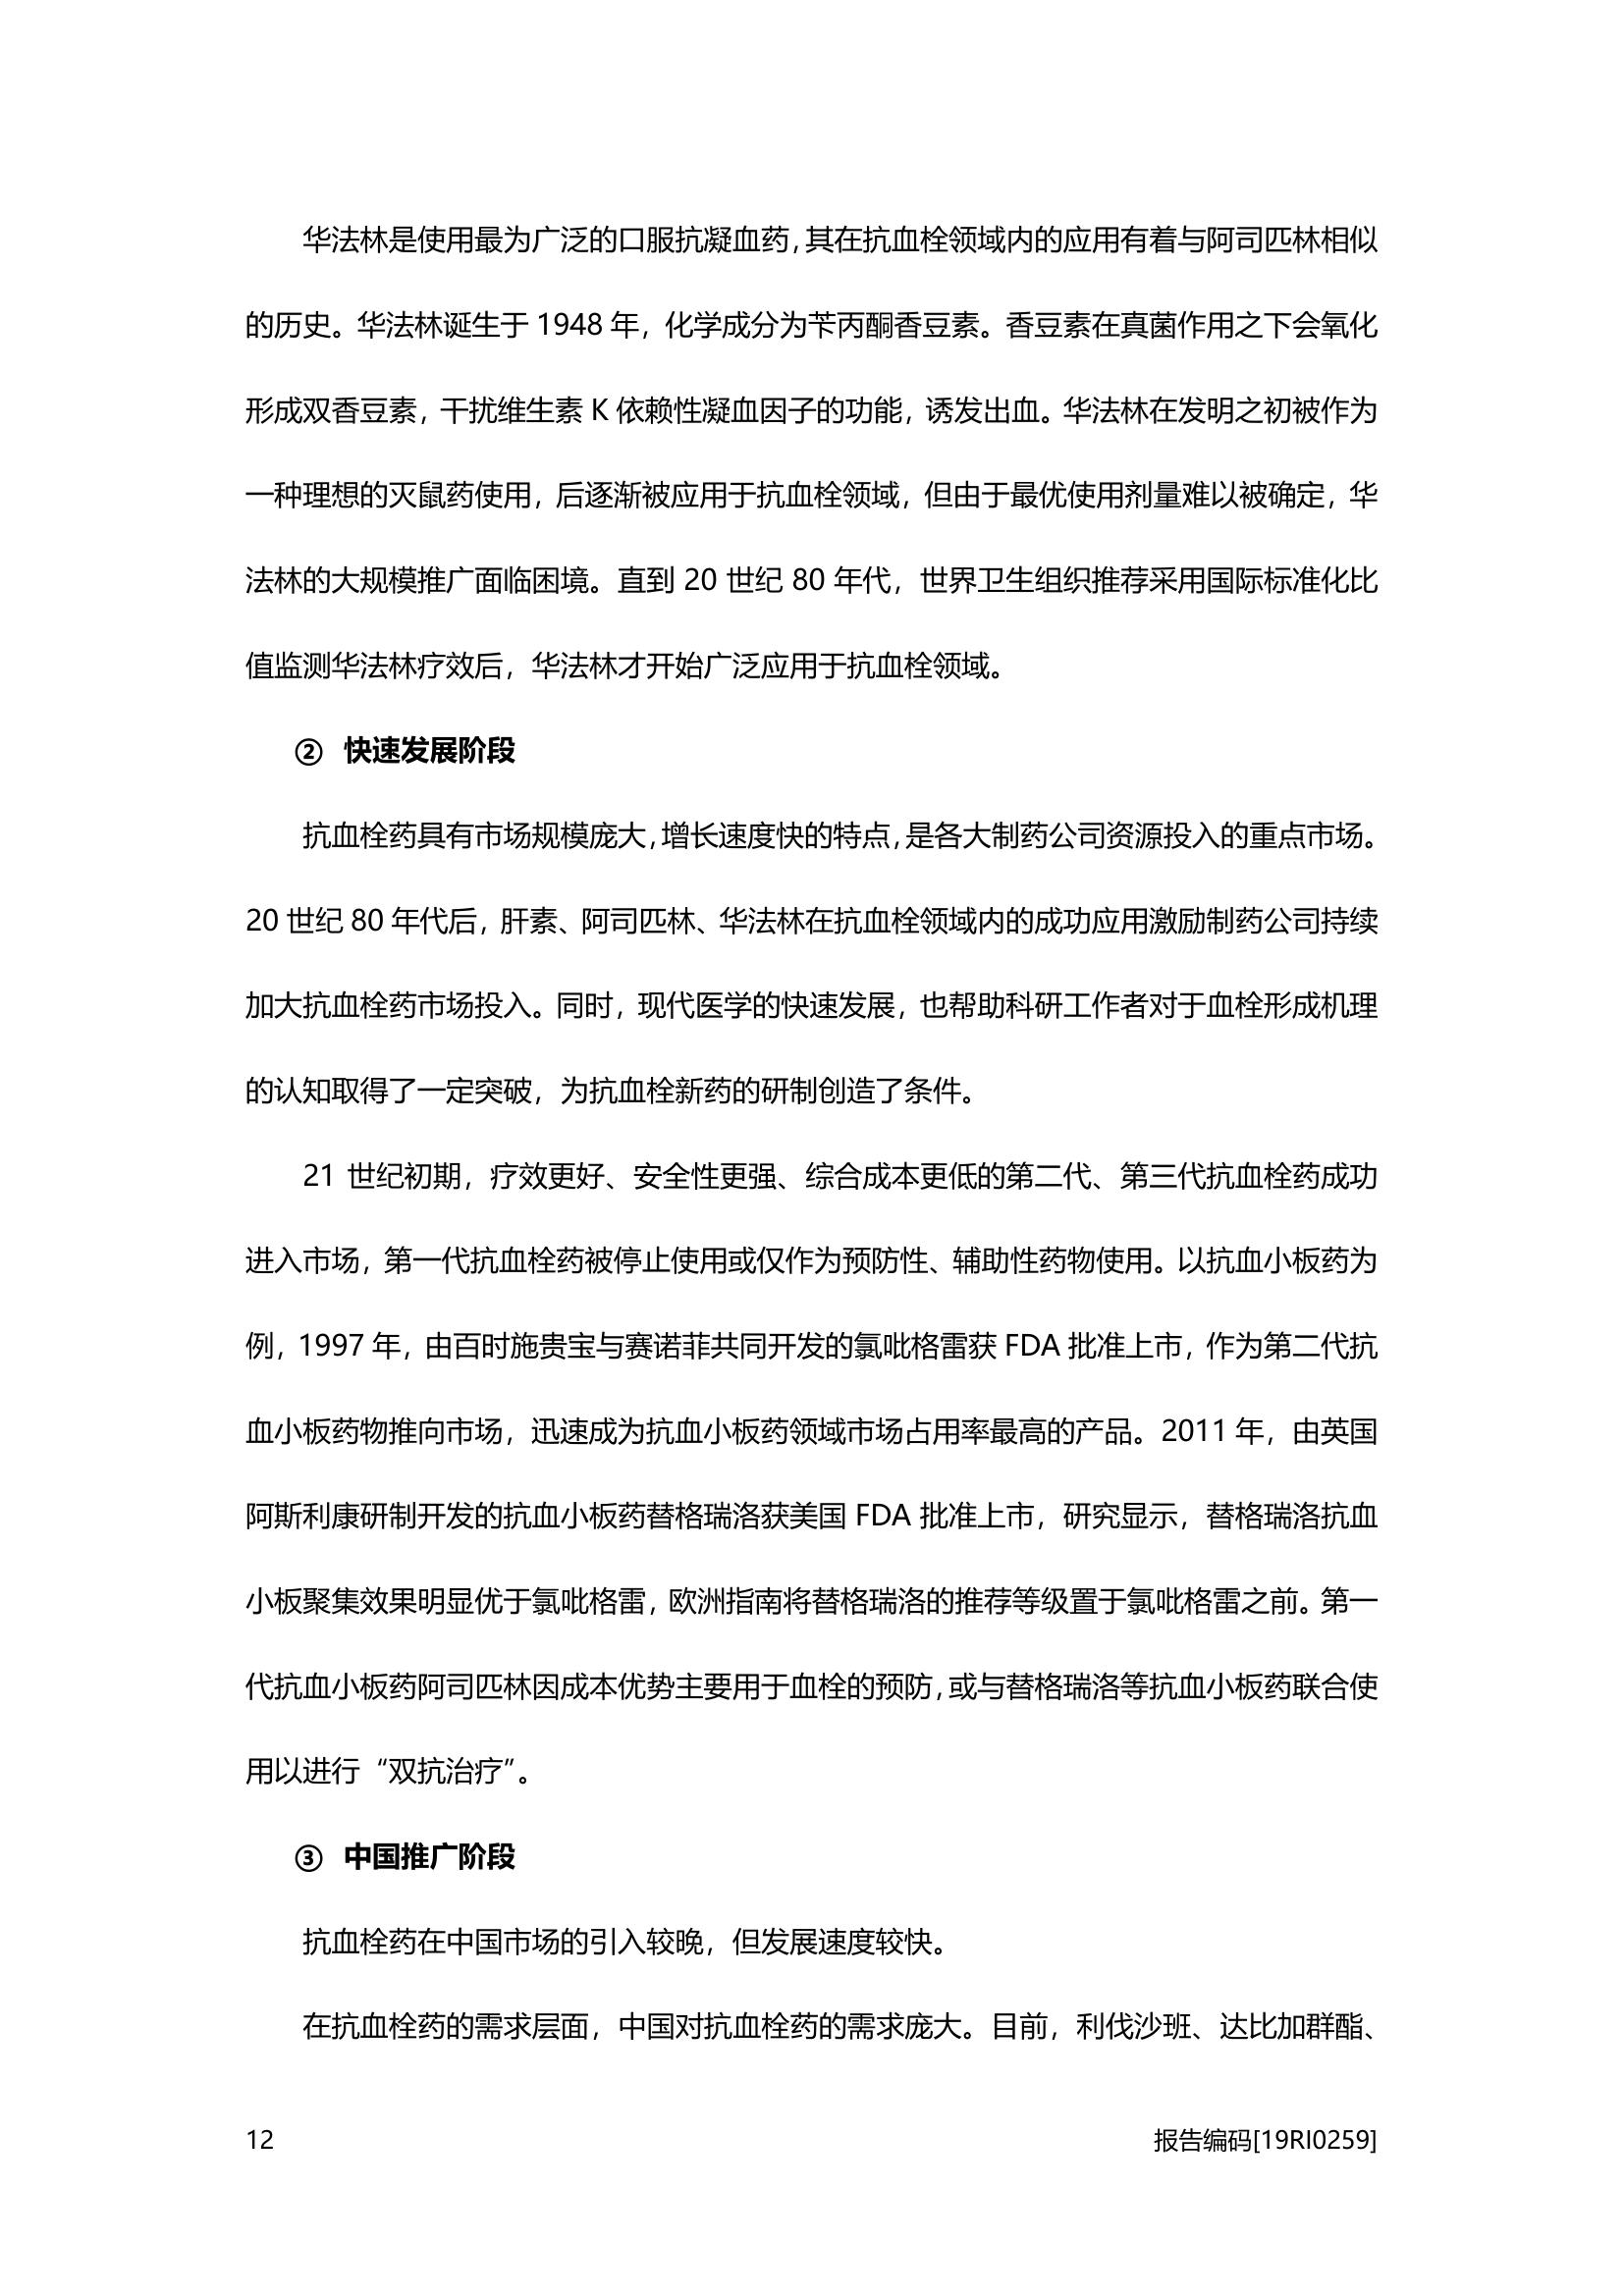 华法林是使用最为广泛的口服抗凝血药，其在抗血栓领域内的应用有着与阿司匹林相似
的历史。华法林诞生于 1948 年，化学成分为苄丙酮香豆素。香豆素在真菌作用之下会氧化
形成双香豆素，干扰维生素 K 依赖性凝血因子的功能，诱发出血。华法林在发明之初被作为
一种理想的灭鼠药使用，后逐渐被应用于抗血栓领域，但由于最优使用剂量难以被确定，华
法林的大规模推广面临困境。直到 20 世纪 80 年代，世界卫生组织推荐采用国际标准化比
值监测华法林疗效后，华法林才开始广泛应用于抗血栓领域。
② 快速发展阶段
抗血栓药具有市场规模庞大，增长速度快的特点，是各大制药公司资源投入的重点市场。
20 世纪 80 年代后，肝素、阿司匹林、华法林在抗血栓领域内的成功应用激励制药公司持续
加大抗血栓药市场投入。同时，现代医学的快速发展，也帮助科研工作者对于血栓形成机理
的认知取得了一定突破，为抗血栓新药的研制创造了条件。
21 世纪初期，疗效更好、安全性更强、综合成本更低的第二代、第三代抗血栓药成功
进入市场，第一代抗血栓药被停止使用或仅作为预防性、辅助性药物使用。以抗血小板药为
例，1997 年，由百时施贵宝与赛诺菲共同开发的氯吡格雷获 FDA 批准上市，作为第二代抗
血小板药物推向市场，迅速成为抗血小板药领域市场占用率最高的产品。2011 年，由英国
阿斯利康研制开发的抗血小板药替格瑞洛获美国 FDA 批准上市，研究显示，替格瑞洛抗血
小板聚集效果明显优于氯吡格雷，欧洲指南将替格瑞洛的推荐等级置于氯吡格雷之前。第一
代抗血小板药阿司匹林因成本优势主要用于血栓的预防，或与替格瑞洛等抗血小板药联合使
用以进行“双抗治疗”。
③ 中国推广阶段
抗血栓药在中国市场的引入较晚，但发展速度较快。
在抗血栓药的需求层面，中国对抗血栓药的需求庞大。目前，利伐沙班、达比加群酯、
12 报告编码[19RI0259]